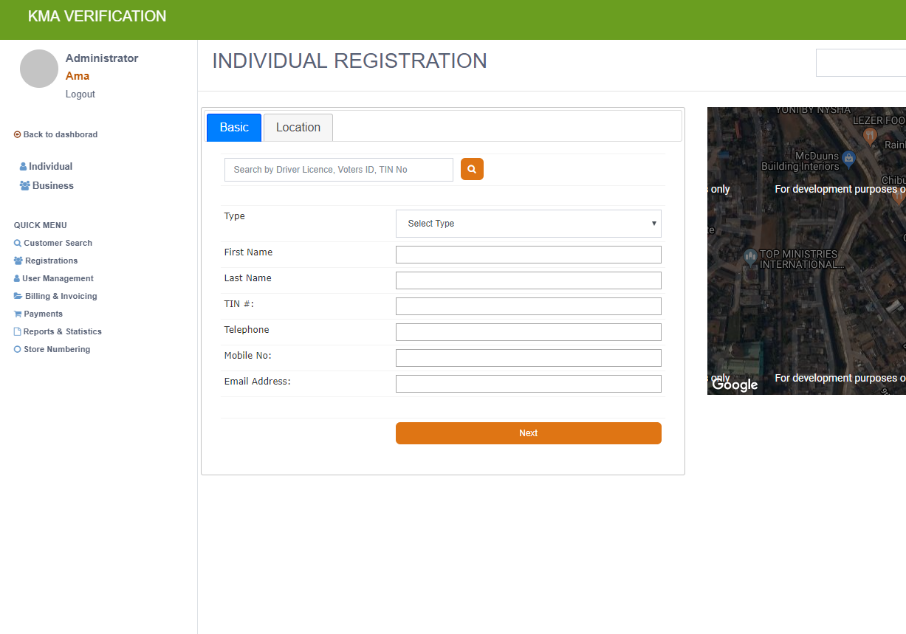 KMA VERIFICATION
Administrator
Ama
Logout
Back to dashborad
Individual
Business
QUICK MENU
Customer Search
Registrations
User Management
Billing & Invoicing
Payments
Reports & Statistics
Store Numbering
INDIVIDUAL REGISTRATION
Basic
Location
Search by Driver Licence, Voters ID, TIN No
Type
Select Type
First Name
Last Name
TIN #:
Telephone
Mobile No:
Email Address:
Next
YONI BY NYSHA
LEZER FOO
Rain
McDuuns
Building Interiors
Chibu
only
For development purposes o
TOP MINISTRIES
INTERNATIONAL...
only
For development purposes o
Google